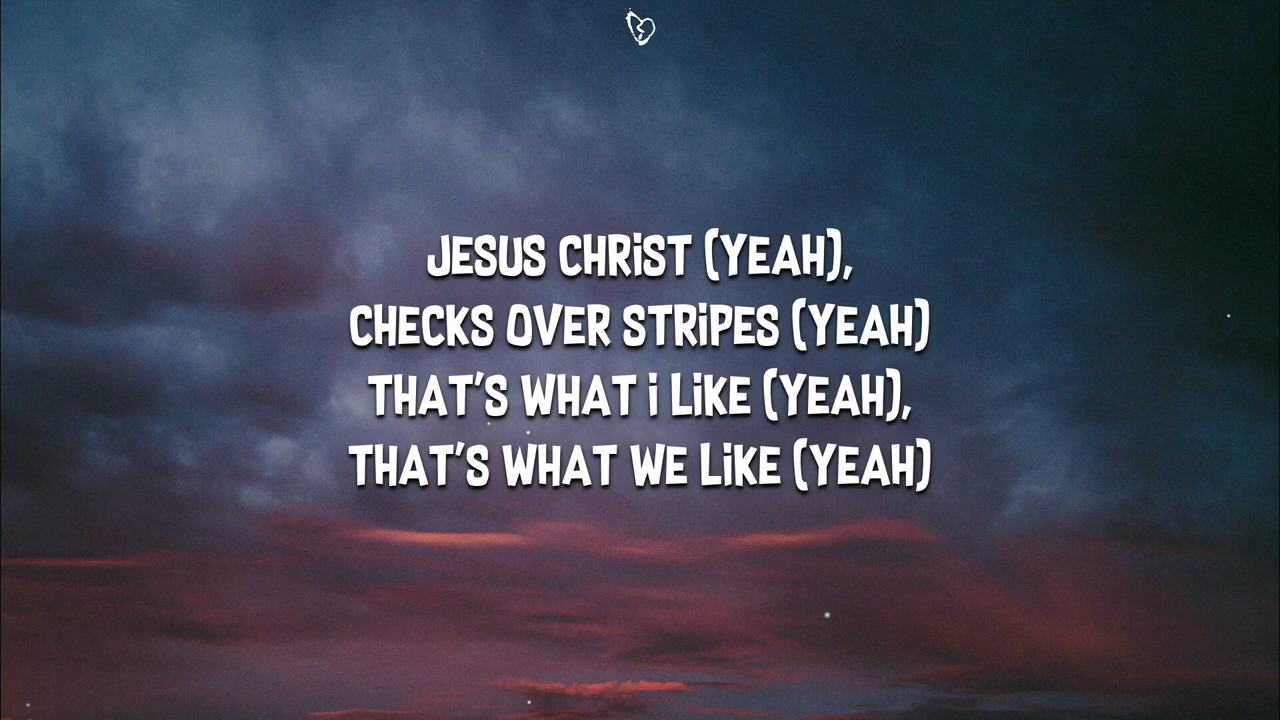 JESUS CHRiST (YEAH),
CHECKS OVER STRiPES (YEAH)
THAT'S WHAT i LiKE (YEAH),
THAT'S WHAT WE LiKE (YEAH)